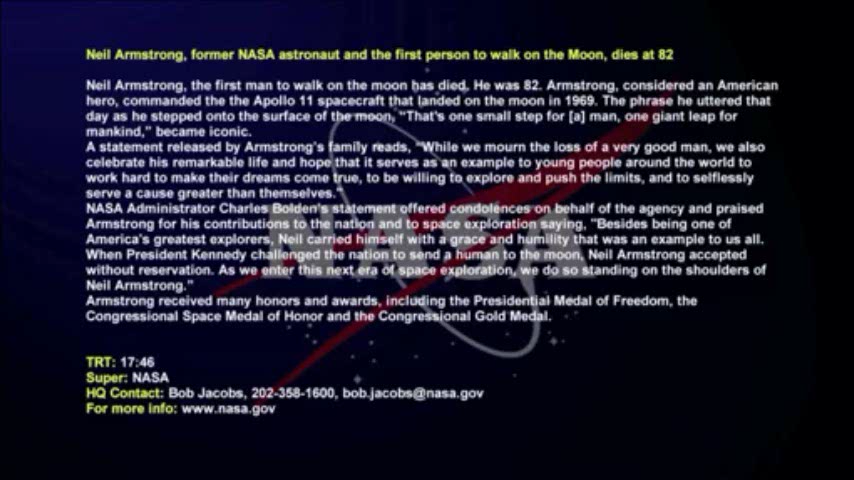 Neil Armstrong, former NASA astronaut and the first person to walk on the Moon, dies at 82
Neil Armstrong, the first man to walk on the moon has died. He was 82. Armstrong, considered an American
hero, commanded the the Apollo 11 spacecraft that landed on the moon in 1969. The phrase he uttered that
day as he stepped onto the surface of the moon, "That's one small step for [a] man, one giant leap for
mankind," became iconic.
A statement released by Armstrong's family reads, "While we mourn the loss of a very good man, we also
celebrate his remarkable life and hope that it serves as an example to young people around the world to
work hard to make their dreams come true, to be willing to explore and push the limits, and to selflessly
serve a cause greater than themselves."
NASA Administrator Charles Bolden's statement offered condolences on behalf of the agency and praised
Armstrong for his contributions to the nation and to space exploration saying, "Besides being one of
America's greatest explorers, Neil carried himself with a grace and humility that was an example to us all.
When President Kennedy challenged the nation to send a human to the moon, Neil Armstrong accepted
without reservation. As we enter this next era of space exploration, we do so standing on the shoulders of
Neil Armstrong."
Armstrong received many honors and awards, including the Presidential Medal of Freedom, the
Congressional Space Medal of Honor and the Congressional Gold Medal.
TRT: 17:46
Super: NASA
HQ Contact: Bob Jacobs, 202-358-1600, bob.jacobs@nasa.gov
For more info: www.nasa.gov
NASA